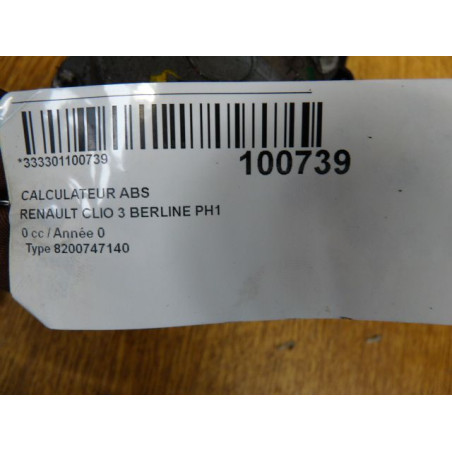 *333301100739
100739
CALCULATEUR ABS
RENAULT CLIO 3 BERLINE PH1
0 cc / Année 0
Type 8200747140